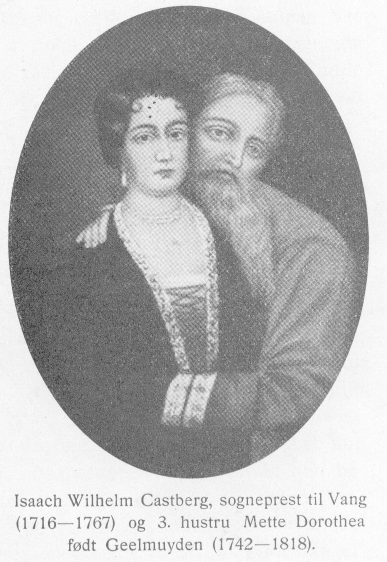 Isaach Wilhelm Castberg, sogneprest til Vang
(1716—1767) og 3. hustru Mette Dorothea
født Geelmuyden (1742—1818).